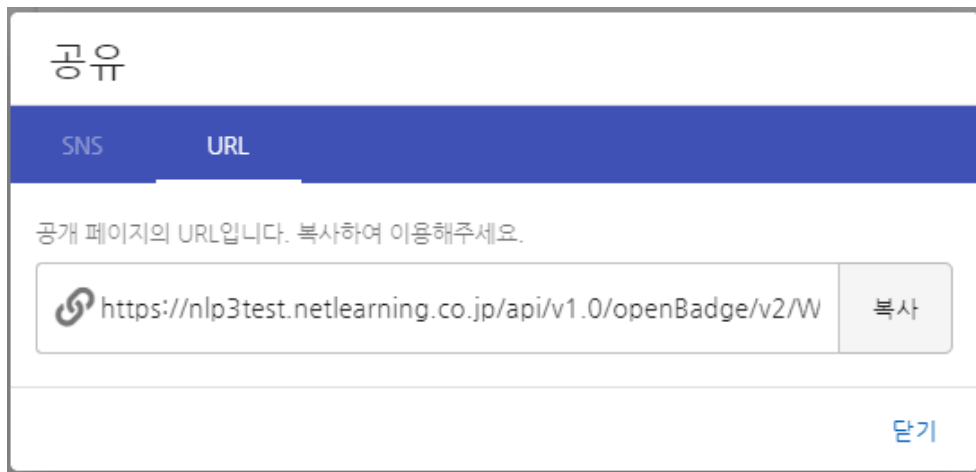 공유
SNS URL
공개 페이지의 URL입니다. 복사하여 이용해주세요.
https://nlp3test.netlearning.co.jp/api/v1.0/openBadge/v2/W 복사
닫기